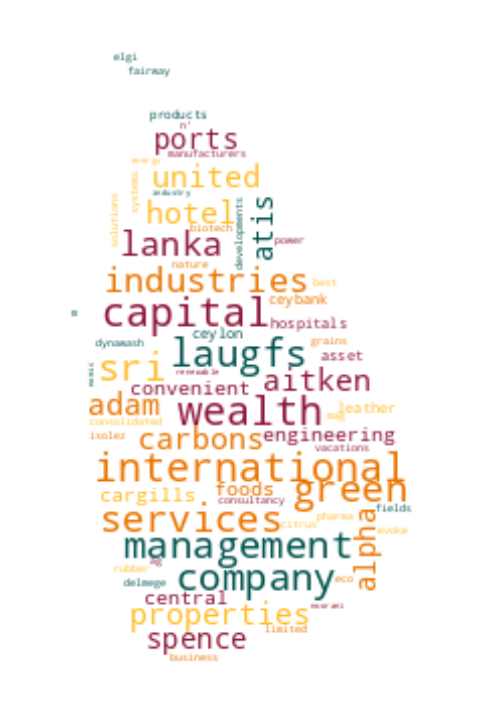 elgi
fairway
products
n'
ports
manufacturers
energy
united
systems
industry
solutions
hotel
developments
atis
biotech
lanka
power
nature
industries
best
capital
ceybank
hospitals
ceylon
dynawash
laugfs
grains
asset
sri
renewable
convenient
aitken
adam
wealth
leather
consolidated
isolez
carbons
engineering
vacations
international
green
cargills
foods
consultancy
services
fields
pharma
citrus
evoke
alpha
management
ag
rubber
delmege
company
eco
central
properties
noorani
limited
spence
business